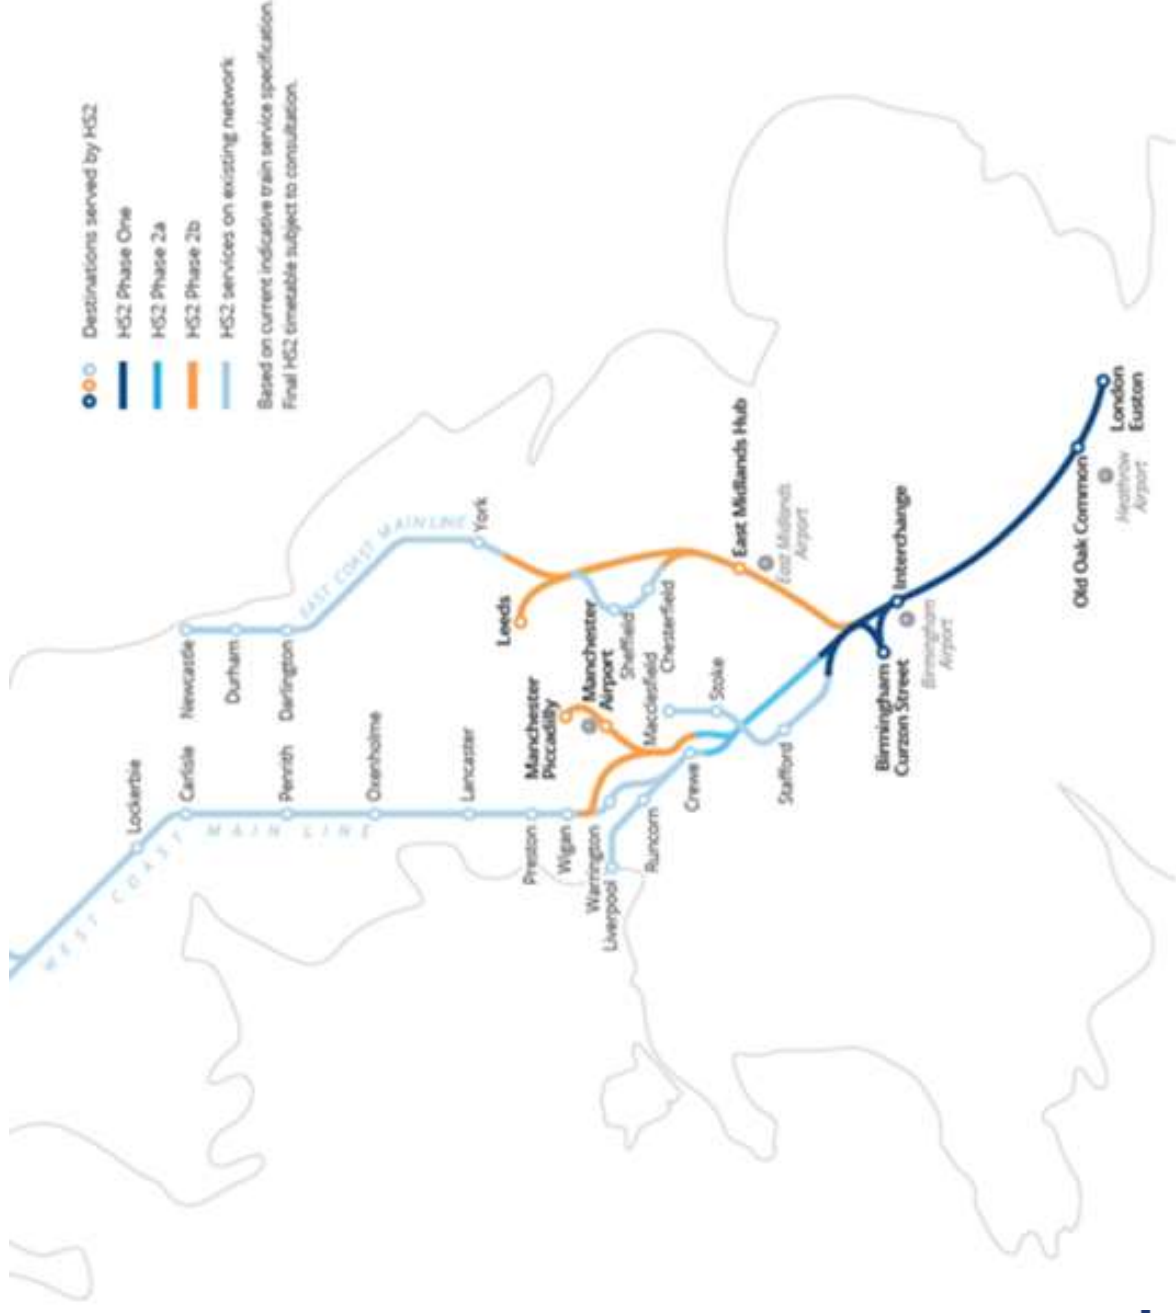 Destinations served by HS2
HS2 Phase One
HS2 Phase 2a
HS2 Phase 2b
HS2 services on existing network
Based on current indicative train service specification.
Final HS2 timetable subject to consultation.
Lockerbie
Carlisle
Penrith
Oxenholme
Lancaster
Preston
Wigan
Warrington
Liverpool
Runcorn
Crewe
Stafford
WEST COAST MAIN LINE
Newcastle
Durham
Darlington
EAST COAST MAIN LINE
York
Leeds
Manchester
Piccadilly
Manchester
Airport
Sheffield
Chesterfield
Macclesfield
Stoke
East Midlands Hub
East Midlands
Airport
Birmingham
Curzon Street
Interchange
Birmingham
Airport
Old Oak Common
Heathrow
Airport
London
Euston